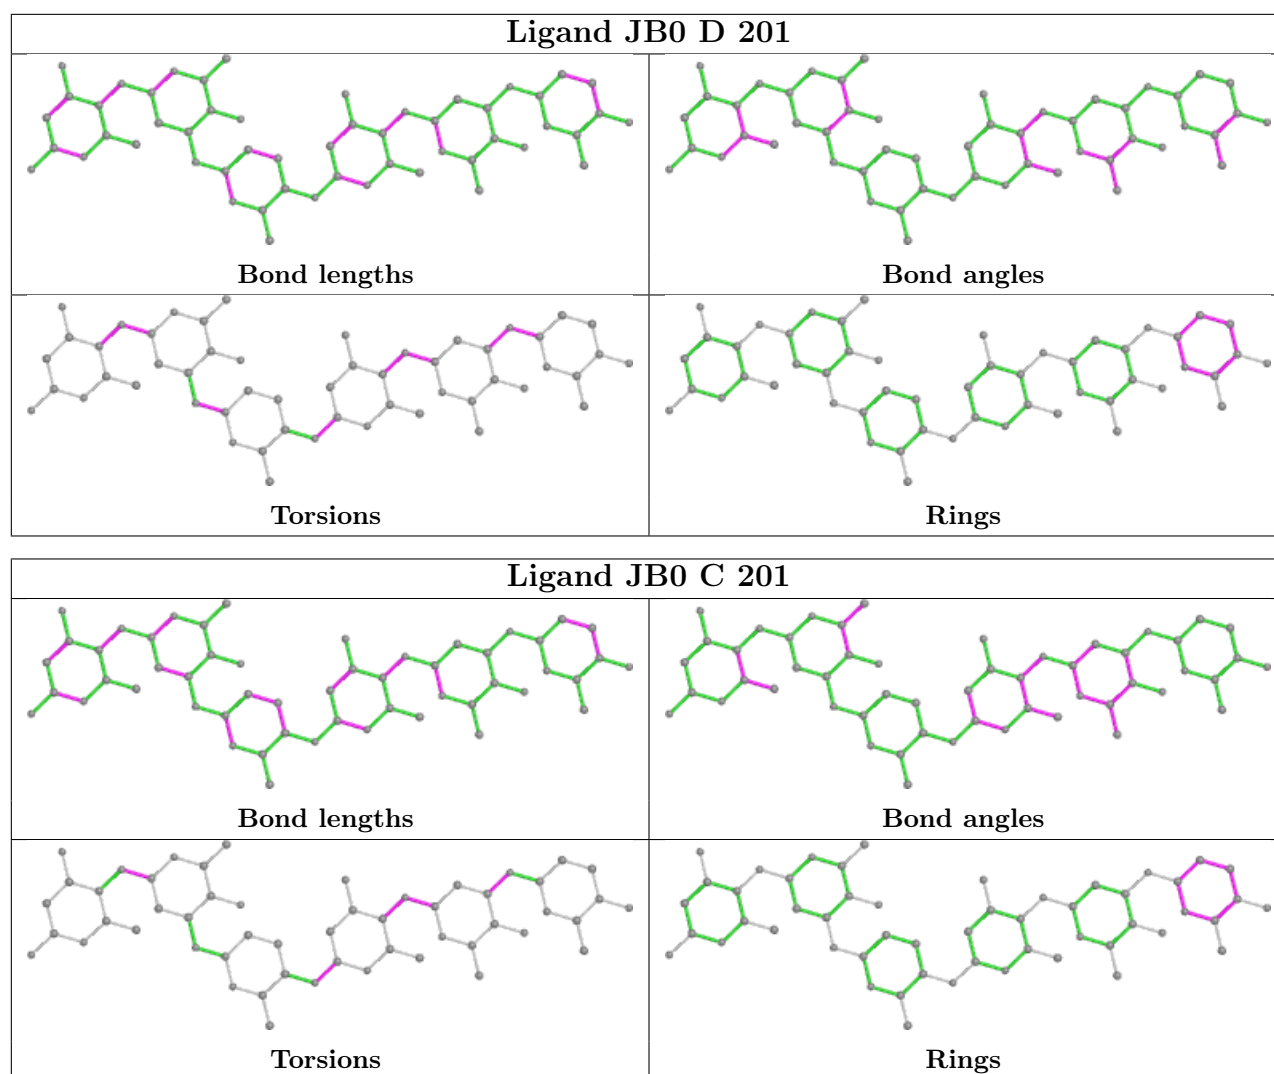 Ligand JB0 D 201
Bond lengths
Bond angles
Torsions
Rings
Ligand JB0 C 201
Bond lengths
Bond angles
Torsions
Rings